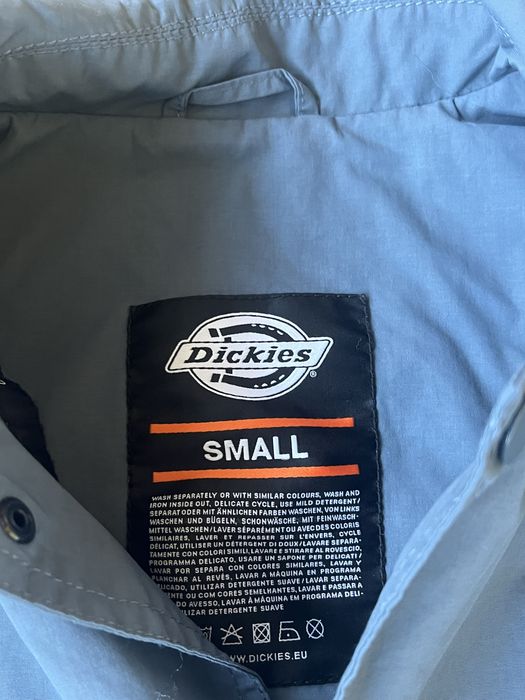 Dickies
®
SMALL
WASH SEPARATELY OR WITH SIMILAR COLOURS, WASH AND
IRON INSIDE OUT, DELICATE CYCLE, USE MILD DETERGENT/
SEPARAT ODER MIT ÄHNLICHEN FARBEN WASCHEN, VON LINKS
WASCHEN UND BÜGELN, SCHONWÄSCHE, MIT FEINWASCH-
MITTEL WASCHEN/LAVER SÉPARÉMENT OU AVEC DES COLORIS
SIMILAIRES, LAVER ET REPASSER SUR L'ENVERS, CYCLE
DÉLICAT, UTILISER UN DÉTERGENT DI DOUX/LAVARE SEPARA-
TAMENTE CON COLORI SIMILI, LAVARE E STIRARE AL ROVESCIO,
PROGRAMMA DELICATO, USARE UN SAPONE PER DELICATI/
LAVAR POR SEPARADO CON COLORES SIMILARES, LAVAR Y
PLANCHAR AL REVÉS, LAVAR A MÁQUINA EN PROGRAMA
DELICADO, UTILIZAR DETERGENTE SUAVE/LAVAR SEPARA-
MENTE OU COM CORES SEMELHANTES, LAVAR E PASSAR A
DO AVESSO, LAVAR À MÁQUINA EM PROGRAMA DELI-
UTILIZAR DETERGENTE SUAVE
WWW.DICKIES.EU